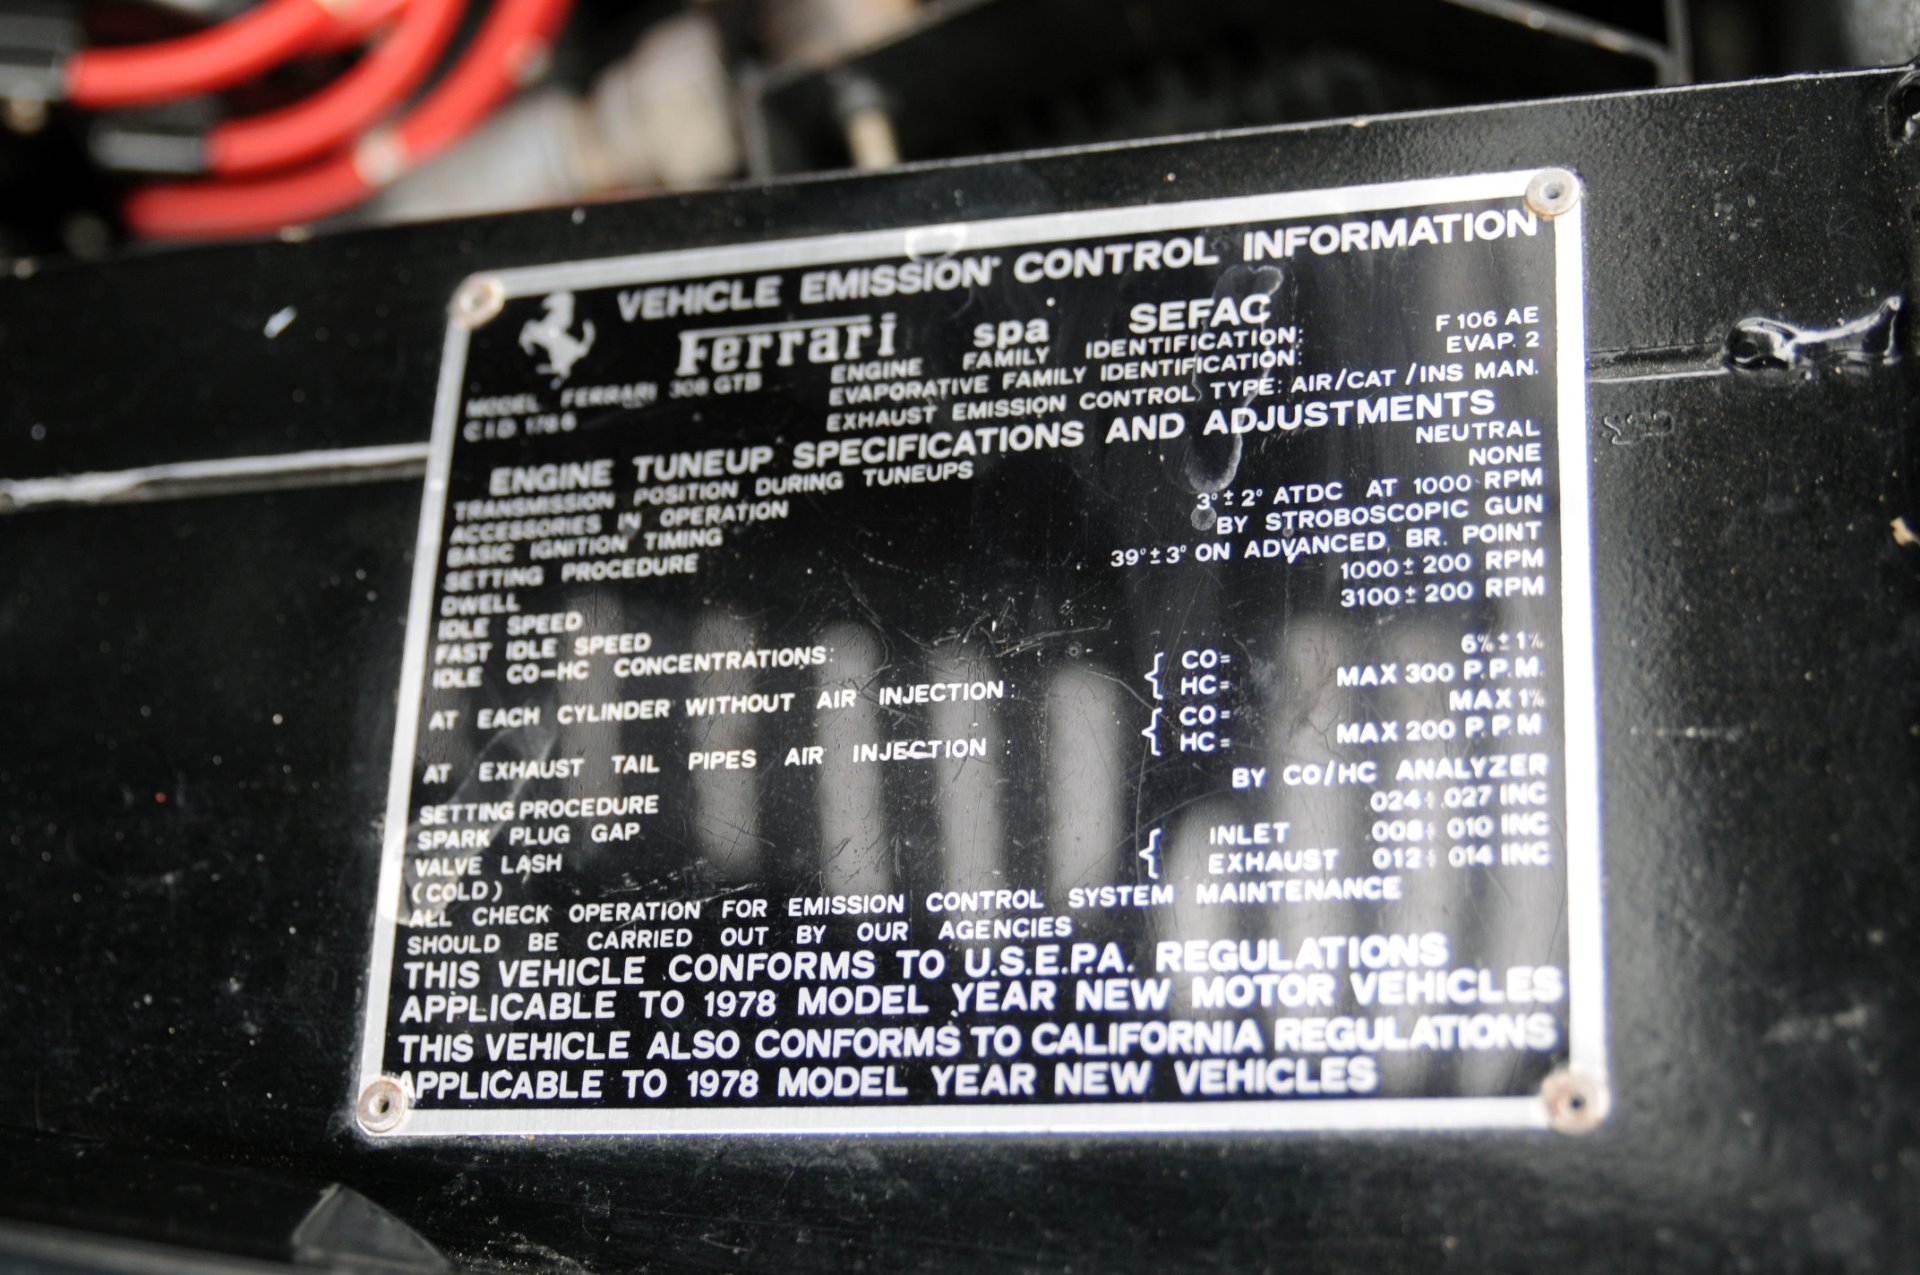 VEHICLE EMISSION CONTROL INFORMATION
Ferrari spa SEFAC
ENGINE FAMILY IDENTIFICATION: F 106 AE
EVAPORATIVE FAMILY IDENTIFICATION: EVAP. 2
MODEL FERRARI 308 GTB EXHAUST EMISSION CONTROL TYPE: AIR/CAT /INS MAN.
CID 178 6
ENGINE TUNEUP SPECIFICATIONS AND ADJUSTMENTS
TRANSMISSION POSITION DURING TUNEUPS NEUTRAL
ACCESSORIES IN OPERATION NONE
BASIC IGNITION TIMING 3°± 2° ATDC AT 1000 RPM
SETTING PROCEDURE BY STROBOSCOPIC GUN
DWELL 39°± 3° ON ADVANCED BR. POINT
IDLE SPEED 1000± 200 RPM
FAST IDLE SPEED 3100± 200 RPM
IDLE CO-HC CONCENTRATIONS:
AT EACH CYLINDER WITHOUT AIR INJECTION: { CO= 6%± 1%
HC= MAX 300 P.P.M.
AT EXHAUST TAIL PIPES AIR INJECTION : { CO= MAX 1%
HC= MAX 200 P.P.M
SETTING PROCEDURE BY CO/HC ANALYZER
SPARK PLUG GAP 024÷.027 INC
VALVE LASH { INLET .008÷ 010 INC
(COLD) EXHAUST 012÷ 014 INC
ALL CHECK OPERATION FOR EMISSION CONTROL SYSTEM MAINTENANCE
SHOULD BE CARRIED OUT BY OUR AGENCIES
THIS VEHICLE CONFORMS TO U.S.E.P.A. REGULATIONS
APPLICABLE TO 1978 MODEL YEAR NEW MOTOR VEHICLES
THIS VEHICLE ALSO CONFORMS TO CALIFORNIA REGULATIONS
APPLICABLE TO 1978 MODEL YEAR NEW VEHICLES